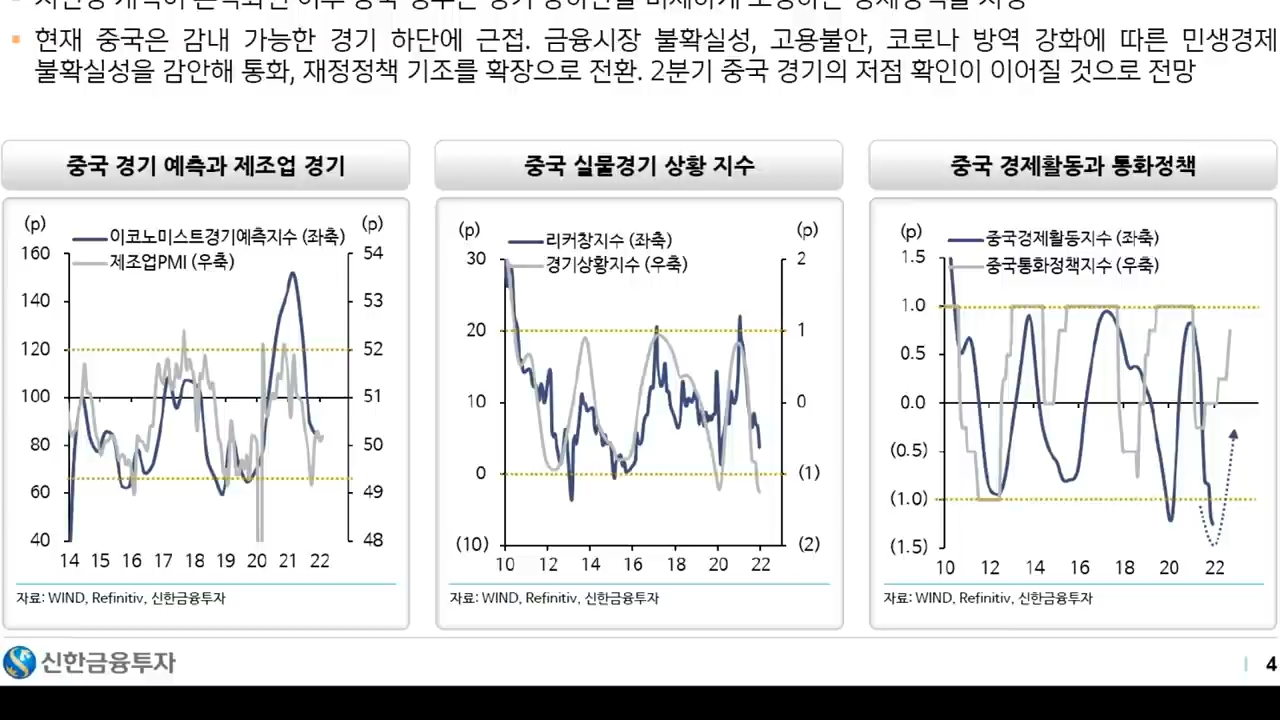 현재 중국은 감내 가능한 경기 하단에 근접. 금융시장 불확실성, 고용불안, 코로나 방역 강화에 따른 민생경제
불확실성을 감안해 통화, 재정정책 기조를 확장으로 전환. 2분기 중국 경기의 저점 확인이 이어질 것으로 전망
중국 경기 예측과 제조업 경기
(p)
(p)
이코노미스트경기예측지수 (좌축)
제조업PMI (우축)
160
140
120
100
80
60
40
54
53
52
51
50
49
48
14 15 16 17 18 19 20 21 22
자료: WIND, Refinitiv, 신한금융투자
중국 실물경기 상황 지수
(p)
(p)
리커창지수 (좌축)
경기상황지수 (우축)
30
20
10
0
(10)
2
1
0
(1)
(2)
10 12 14 16 18 20 22
자료: WIND, Refinitiv, 신한금융투자
중국 경제활동과 통화정책
(p)
중국경제활동지수 (좌축)
중국통화정책지수 (우축)
1.5
1.0
0.5
0.0
(0.5)
(1.0)
(1.5)
10 12 14 16 18 20 22
자료: WIND, Refinitiv, 신한금융투자
신한금융투자
4